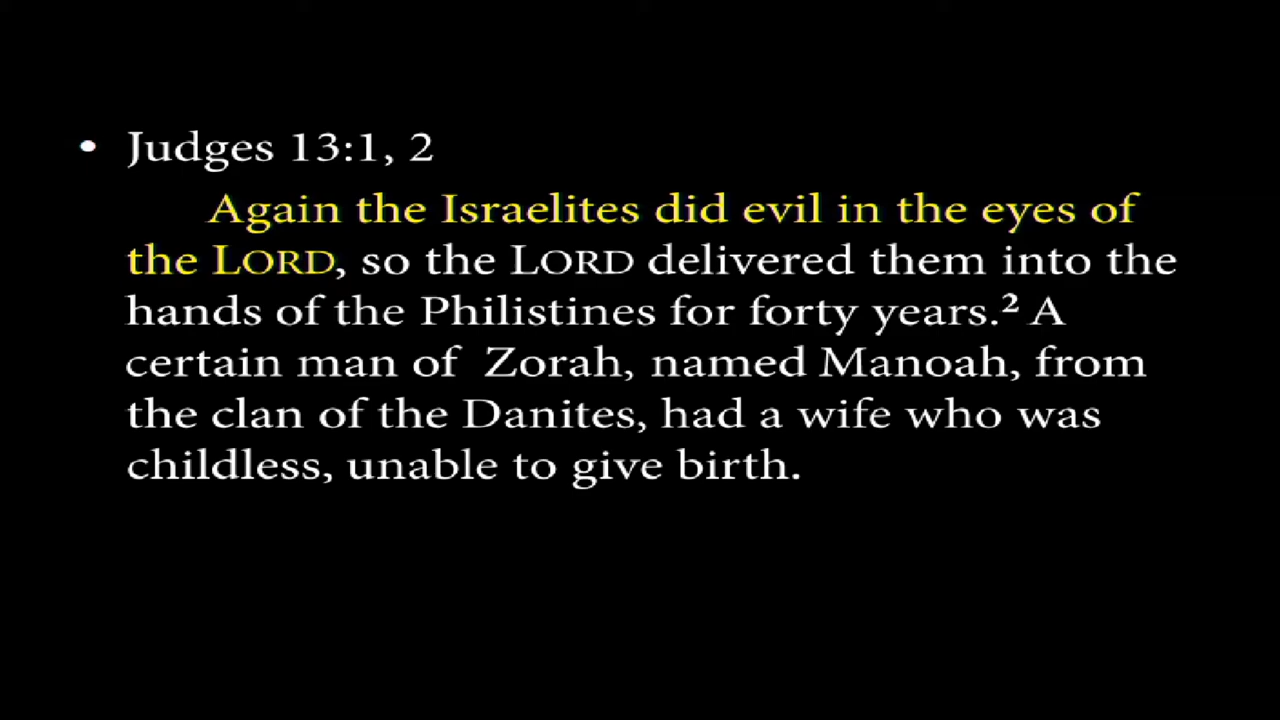 • Judges 13:1, 2
Again the Israelites did evil in the eyes of
the LORD, so the LORD delivered them into the
hands of the Philistines for forty years.² A
certain man of Zorah, named Manoah, from
the clan of the Danites, had a wife who was
childless, unable to give birth.